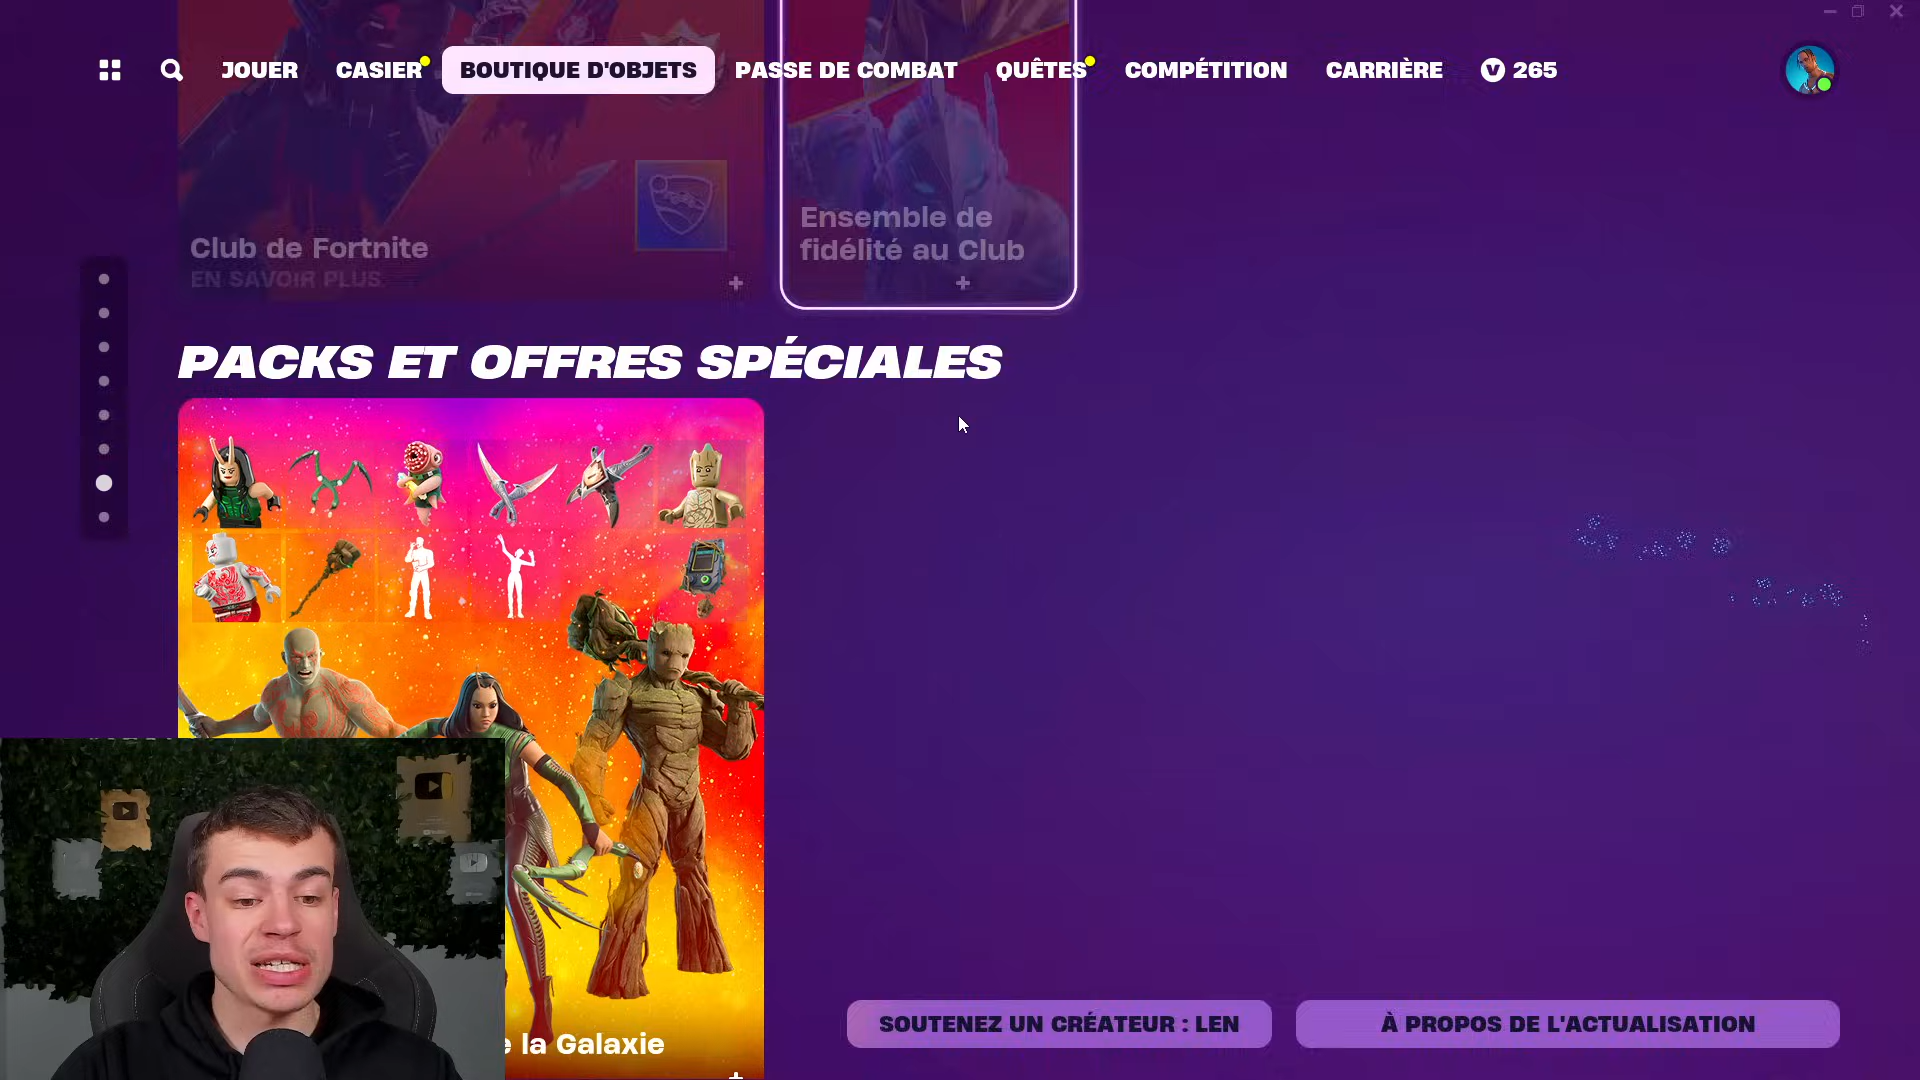 JOUER
CASIER
BOUTIQUE D'OBJETS
PASSE DE COMBAT
QUÊTES
COMPÉTITION
CARRIÈRE
265
Club de Fortnite
EN SAVOIR PLUS
Ensemble de
fidélité au Club
PACKS ET OFFRES SPÉCIALES
la Galaxie
SOUTENEZ UN CRÉATEUR : LEN
À PROPOS DE L'ACTUALISATION